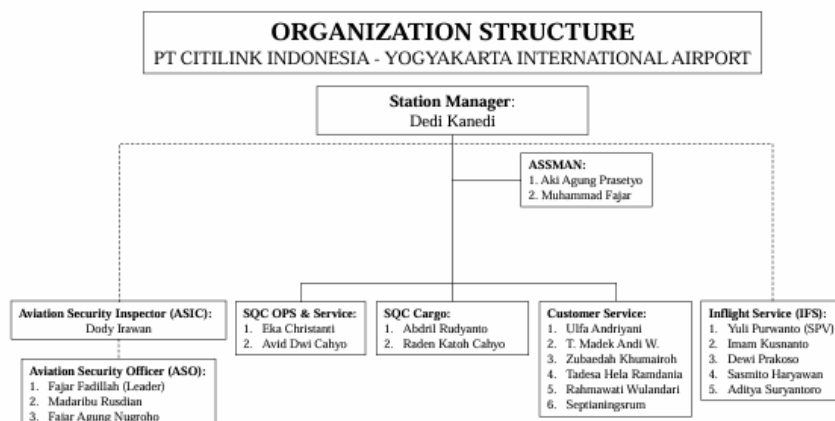 ORGANIZATION STRUCTURE
PT CITILINK INDONESIA - YOGYAKARTA INTERNATIONAL AIRPORT
Station Manager:
Dedi Kanedi
ASSMAN:
1. Aki Agung Prasetyo
2. Muhammad Fajar
Aviation Security Inspector (ASIC):
Dody Irawan
Aviation Security Officer (ASO):
1. Fajar Fadillah (Leader)
2. Madaribu Rusdian
3. Fajar Agung Nugroho
SQC OPS & Service:
1. Eka Christanti
2. Avid Dwi Cahyo
SQC Cargo:
1. Abdril Rudyanto
2. Raden Katoh Cahyo
Customer Service:
1. Ulfa Andriyani
2. T. Madek Andi W.
3. Zubaedah Khumairoh
4. Tadesa Hela Ramdania
5. Rahmawati Wulandari
6. Septianingsrum
Inflight Service (IFS):
1. Yuli Purwanto (SPV)
2. Imam Kusnanto
3. Dewi Prakoso
4. Sasmito Haryawan
5. Aditya Suryantoro